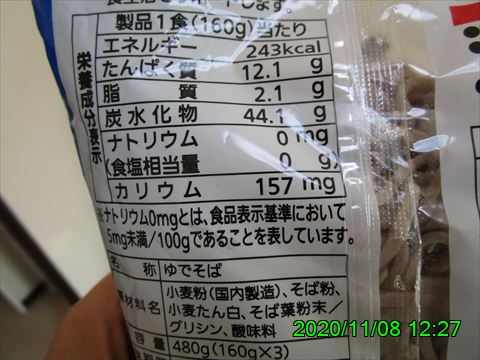 製品1食(160g)当たり
栄養成分表示
エネルギー 243kcal
たんぱく質 12.1 g
脂質 2.1 g
炭水化物 44.1 g
ナトリウム 0 mg
(食塩相当量 0 g)
カリウム 157 mg
ナトリウム0mgとは、食品表示基準において
5mg未満/100gであることを表しています。
名称 ゆでそば
材料名 小麦粉(国内製造)、そば粉、
小麦たん白、そば葉粉末/
グリシン、酸味料
容量 480g(160g×3)
2020/11/08 12:27